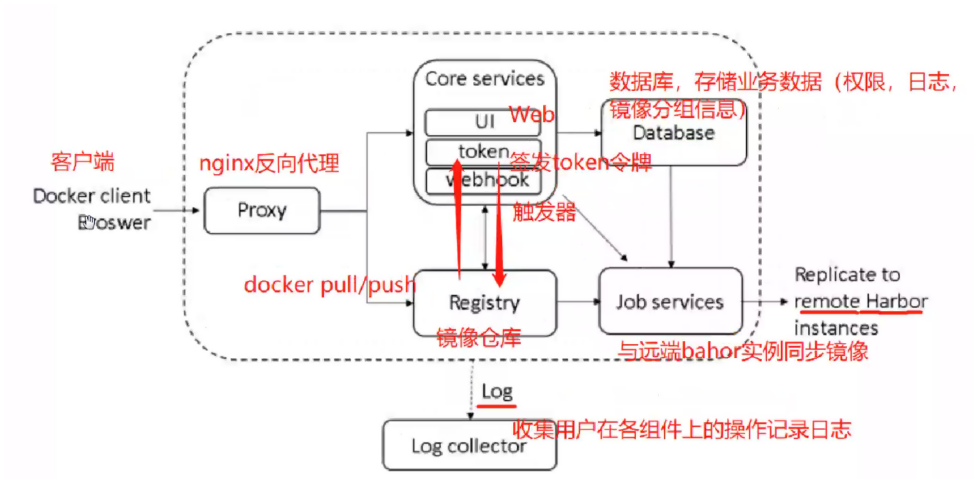 Core services
数据库，存储业务数据（权限，日志，
镜像分组信息）
UI
Web
Database
客户端
nginx反向代理
token
签发token令牌
webhook
Docker client
Proxy
触发器
docker pull/push
Registry
Job services
Replicate to
remote Harbor
instances
镜像仓库
与远端bahor实例同步镜像
Log
收集用户在各组件上的操作记录日志
Log collector